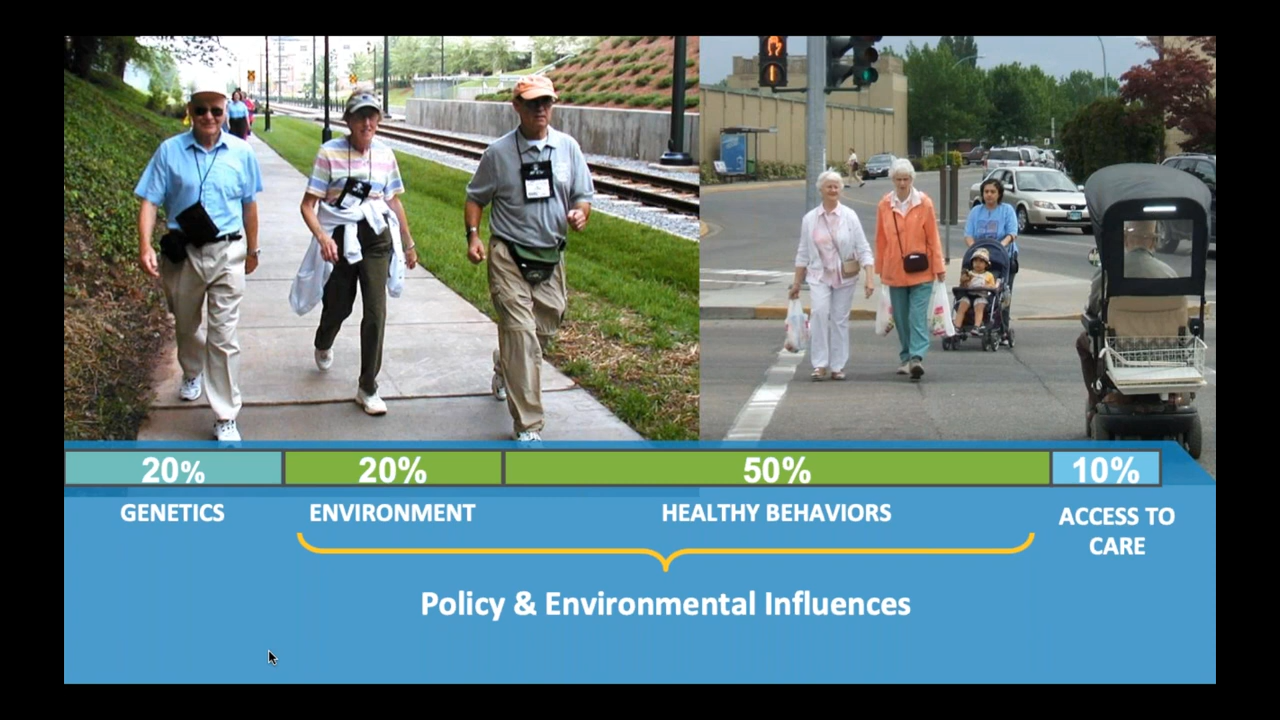 20%
20%
50%
10%
GENETICS
ENVIRONMENT
HEALTHY BEHAVIORS
ACCESS TO
CARE
Policy & Environmental Influences